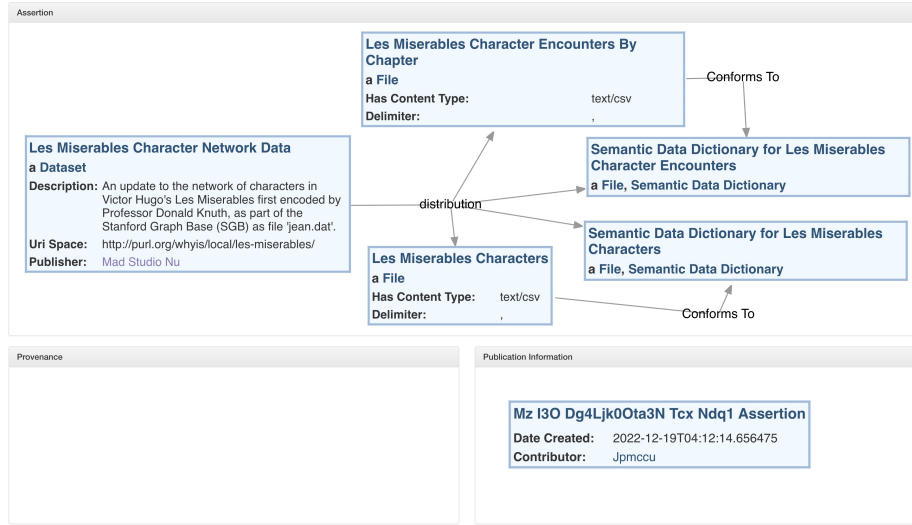 Assertion
Les Miserables Character Encounters By
Chapter
a File
Has Content Type: text/csv
Delimiter: ,
Conforms To
Les Miserables Character Network Data
a Dataset
Description: An update to the network of characters in
Victor Hugo's Les Miserables first encoded by
Professor Donald Knuth, as part of the
Stanford Graph Base (SGB) as file 'jean.dat'.
Uri Space: http://purl.org/whyis/local/les-miserables/
Publisher: Mad Studio Nu
distribution
Semantic Data Dictionary for Les Miserables
Character Encounters
a File, Semantic Data Dictionary
Semantic Data Dictionary for Les Miserables
Characters
a File, Semantic Data Dictionary
Les Miserables Characters
a File
Has Content Type: text/csv
Delimiter: ,
Conforms To
Provenance
Publication Information
Mz I3O Dg4Ljk0Ota3N Tcx Ndq1 Assertion
Date Created: 2022-12-19T04:12:14.656475
Contributor: Jpmccu